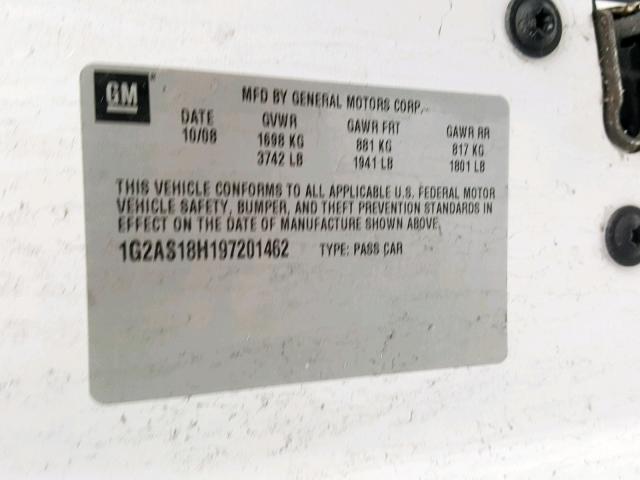 GM
MFD BY GENERAL MOTORS CORP.
DATE GVWR GAWR FRT GAWR RR
10/08 1698 KG 881 KG 817 KG
3742 LB 1941 LB 1801 LB
THIS VEHICLE CONFORMS TO ALL APPLICABLE U.S. FEDERAL MOTOR
VEHICLE SAFETY, BUMPER, AND THEFT PREVENTION STANDARDS IN
EFFECT ON THE DATE OF MANUFACTURE SHOWN ABOVE.
1G2AS18H197201462 TYPE: PASS CAR